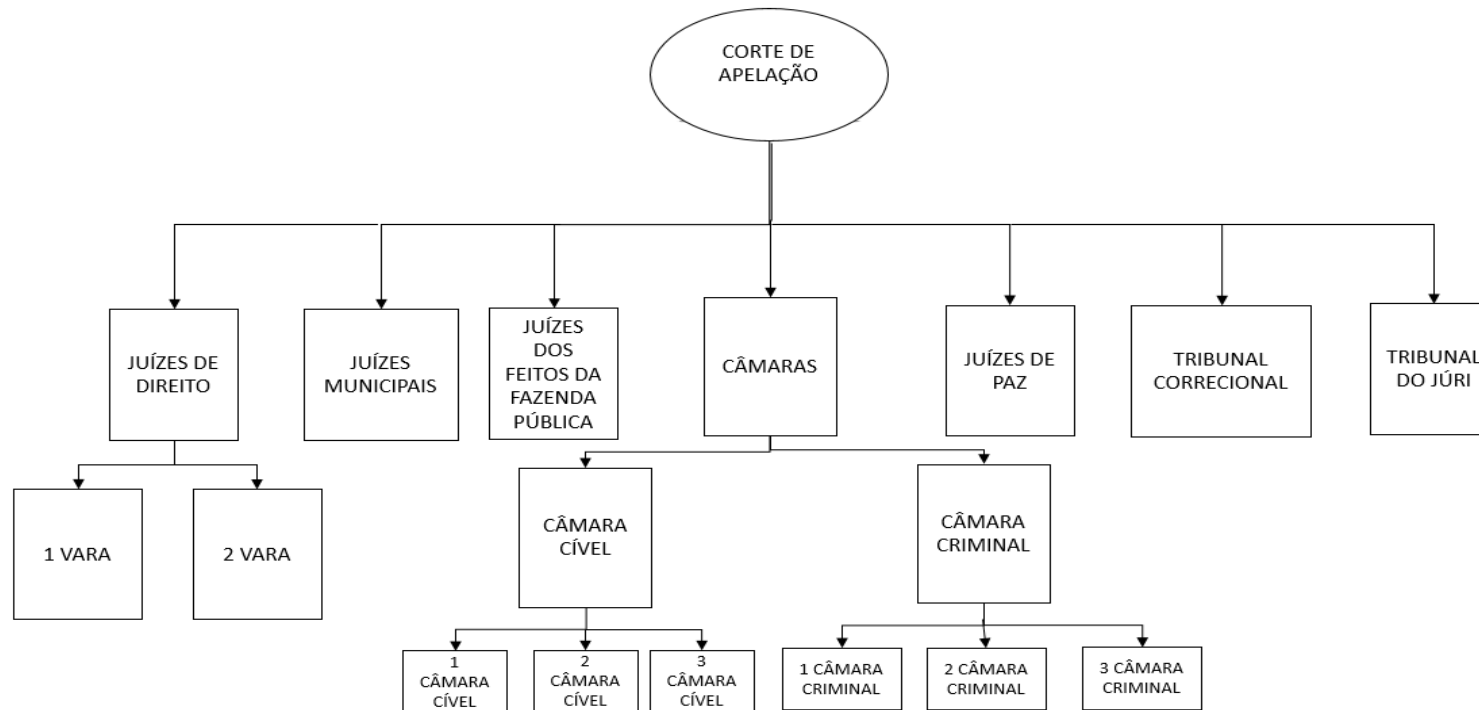 CORTE DE
APELAÇÃO
JUÍZES DE
DIREITO
JUÍZES
MUNICIPAIS
JUÍZES
DOS
FEITOS DA
FAZENDA
PÚBLICA
CÂMARAS
JUÍZES DE
PAZ
TRIBUNAL
CORRECIONAL
TRIBUNAL
DO JÚRI
1 VARA
2 VARA
CÂMARA
CÍVEL
CÂMARA
CRIMINAL
1
CÂMARA
CÍVEL
2
CÂMARA
CÍVEL
3
CÂMARA
CÍVEL
1 CÂMARA
CRIMINAL
2 CÂMARA
CRIMINAL
3 CÂMARA
CRIMINAL